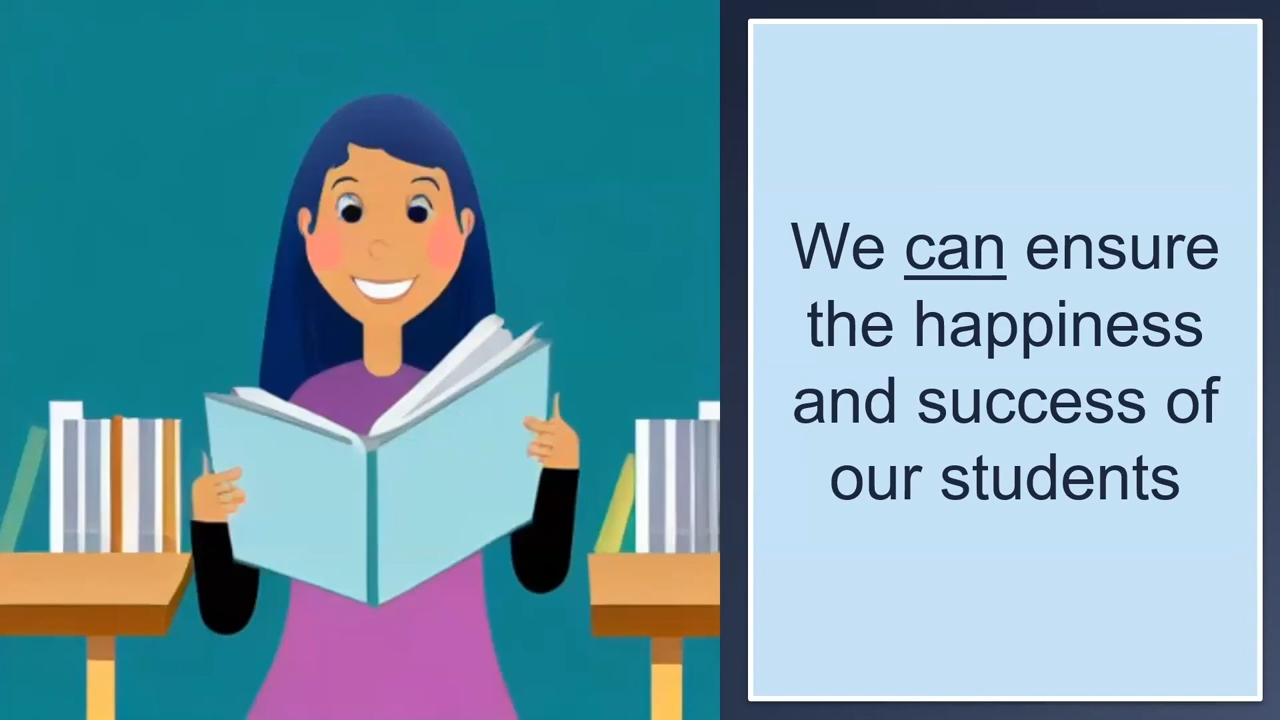 We can ensure
the happiness
and success of
our students